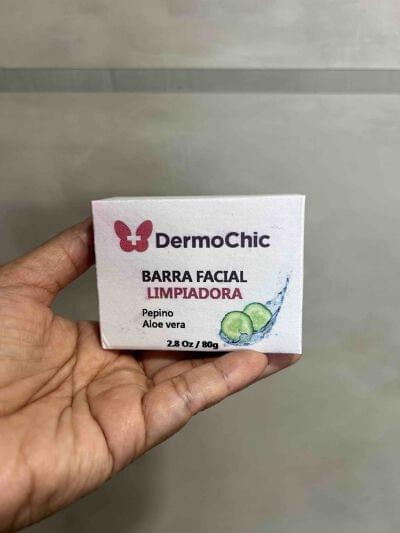 DermoChic
BARRA FACIAL
LIMPIADORA
Pepino
Aloe vera
2.8 Oz / 80g